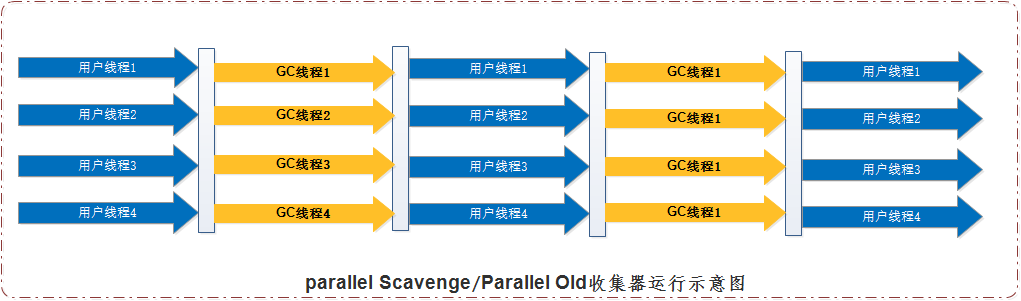 用户线程1 GC线程1 用户线程1 GC线程1 用户线程1
用户线程2 GC线程2 用户线程2 GC线程1 用户线程2
用户线程3 GC线程3 用户线程3 GC线程1 用户线程3
用户线程4 GC线程4 用户线程4 GC线程1 用户线程4
parallel Scavenge/Parallel Old收集器运行示意图